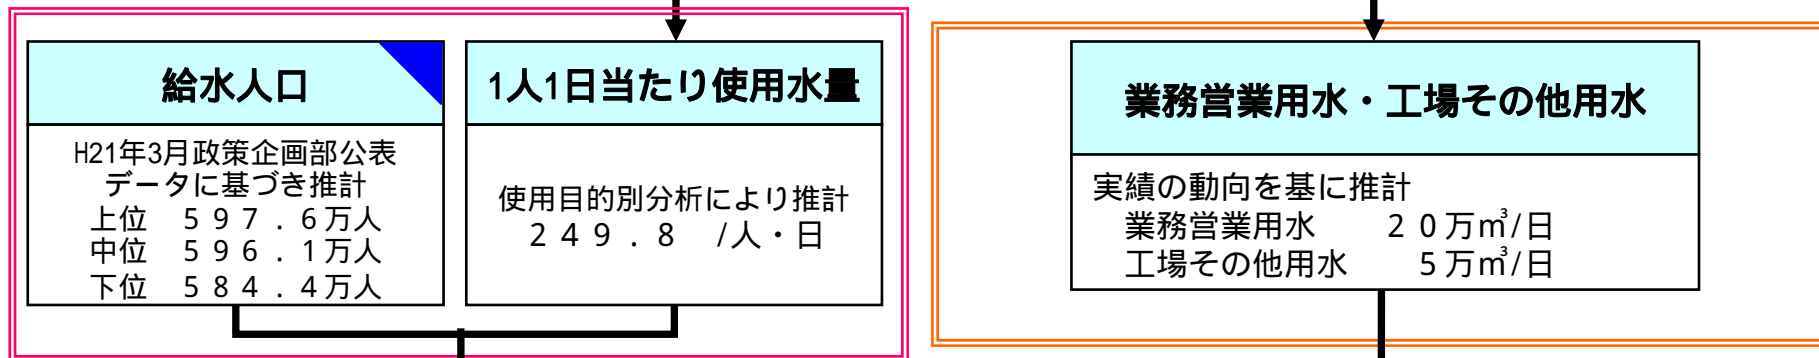 給水人口
H21年3月政策企画部公表
データに基づき推計
上位 597.6万人
中位 596.1万人
下位 584.4万人
1人1日当たり使用水量
使用目的別分析により推計
249.8 /人・日
業務営業用水・工場その他用水
実績の動向を基に推計
業務営業用水 20万㎥/日
工場その他用水 5万㎥/日